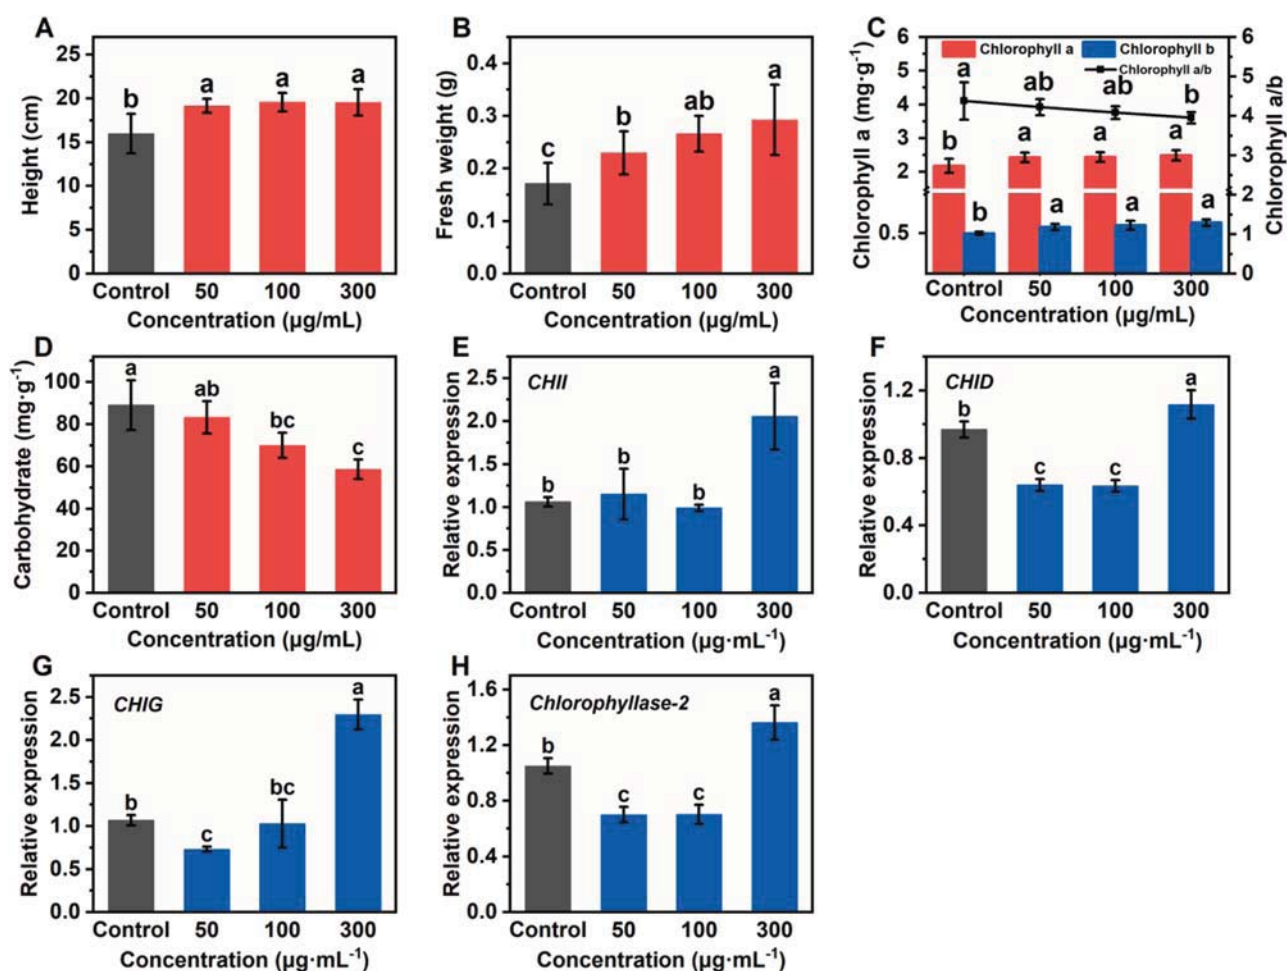 A
Height (cm)
25
20
15
10
5
0
b
a
a
a
Control 50 100 300
Concentration (µg/mL)
B
Fresh weight (g)
0.4
0.3
0.2
0.1
0.0
c
b
ab
a
Control 50 100 300
Concentration (µg/mL)
C
Chlorophyll a (mg·g-1)
6
5
4
3
2
0.5
Chlorophyll a
Chlorophyll b
Chlorophyll a/b
a
ab
ab
b
b
a
a
a
b
a
a
a
6
5
4
3
2
1
0
Chlorophyll a/b
Control 50 100 300
Concentration (µg/mL)
D
Carbohydrate (mg·g-1)
100
80
60
40
20
0
a
ab
bc
c
Control 50 100 300
Concentration (µg/mL)
E
Relative expression
2.5
2.0
1.5
1.0
0.5
0.0
CHII
b
b
b
a
Control 50 100 300
Concentration (µg·mL-1)
F
Relative expression
1.2
0.8
0.4
0.0
CHID
b
c
c
a
Control 50 100 300
Concentration (µg·mL-1)
G
Relative expression
2.5
2.0
1.5
1.0
0.5
0.0
CHIG
b
c
bc
a
Control 50 100 300
Concentration (µg·mL-1)
H
Relative expression
1.6
1.2
0.8
0.4
0.0
Chlorophyllase-2
b
c
c
a
Control 50 100 300
Concentration (µg·mL-1)